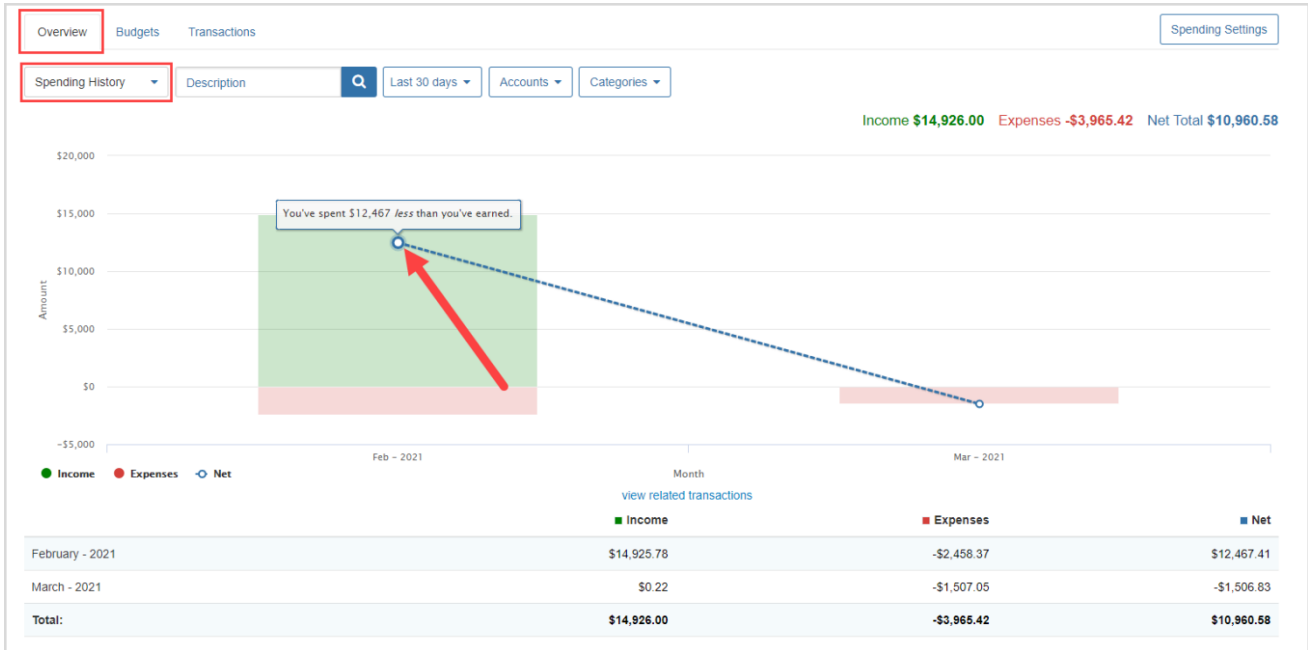 Overview Budgets Transactions Spending Settings
Spending History Description Last 30 days Accounts Categories
Income $14,926.00 Expenses -$3,965.42 Net Total $10,960.58
$20,000
You've spent $12,467 less than you've earned.
$15,000
$10,000
Amount
$5,000
$0
-$5,000
Feb - 2021 Mar - 2021
Income Expenses Net Month
view related transactions
Income Expenses Net
February - 2021 $14,925.78 -$2,458.37 $12,467.41
March - 2021 $0.22 -$1,507.05 -$1,506.83
Total: $14,926.00 -$3,965.42 $10,960.58